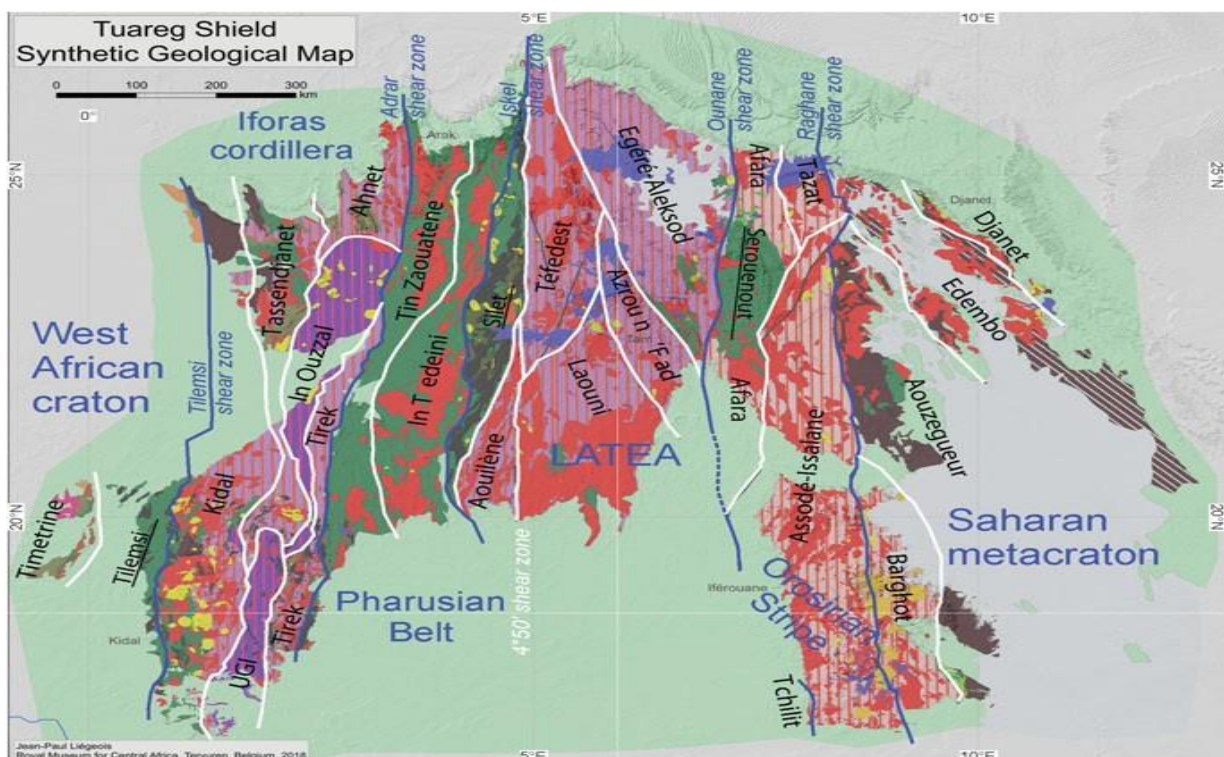 Tuareg Shield
Synthetic Geological Map
0 100 200 300
km
0°
5°E
10°E
25°N
25°N
20°N
20°N
5°E
10°E
Iforas
cordillera
Adrar
shear zone
Arak
Iskel
shear zone
Ounane
shear zone
Raghane
shear zone
Ahnet
Tassendjanet
In Ouzzal
Tirek
Tin Zaouatene
In T edeini
Silet
Téfedest
Egéré-Aleksod
Azrou n
'Fad
Laouni
Aouilène
LATEA
Afara
Tazat
Serouenout
Afara
Djanet
Djanet
Edembo
Aouzegueur
Assodé-Issalane
West
African
craton
Tilemsi
shear zone
Timetrine
Tilemsi
Kidal
Kidal
UGI
Tirek
Pharusian
Belt
4°50' shear zone
Iférouane
Orosirian
Stripe
Barghot
Tchilit
Saharan
metacraton
Jean-Paul Liégeois
Royal Museum for Central Africa, Tervuren, Belgium, 2018